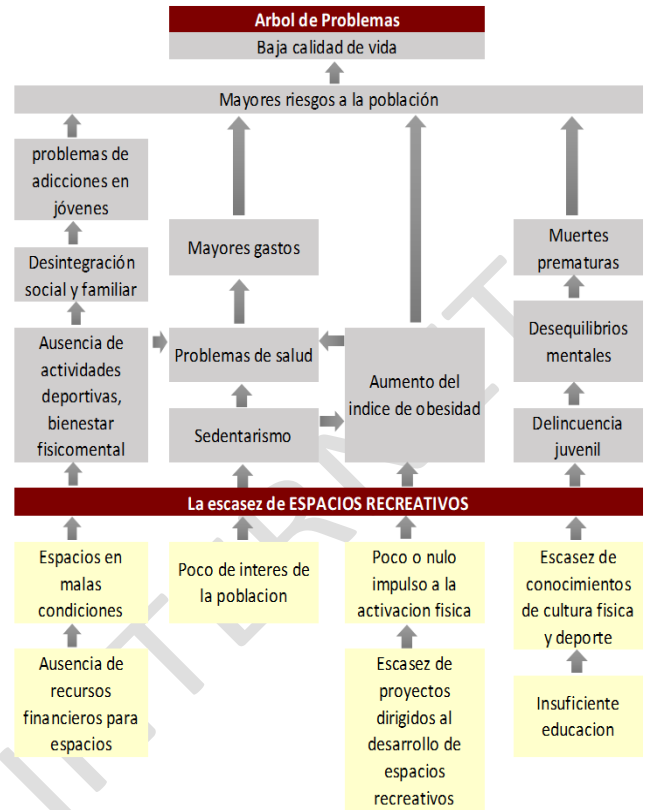 Arbol de Problemas
Baja calidad de vida
Mayores riesgos a la población
problemas de
adicciones en
jóvenes
Desintegración
social y familiar
Mayores gastos
Muertes
prematuras
Ausencia de
actividades
deportivas,
bienestar
fisicomental
Problemas de salud
Sedentarismo
Aumento del
indice de obesidad
Desequilibrios
mentales
Delincuencia
juvenil
La escasez de ESPACIOS RECREATIVOS
Espacios en
malas
condiciones
Poco de interes de
la poblacion
Poco o nulo
impulso a la
activacion fisica
Escasez de
conocimientos
de cultura fisica
y deporte
Ausencia de
recursos
financieros para
espacios
Escasez de
proyectos
dirigidos al
desarrollo de
espacios
recreativos
Insuficiente
educacion
INTERNET